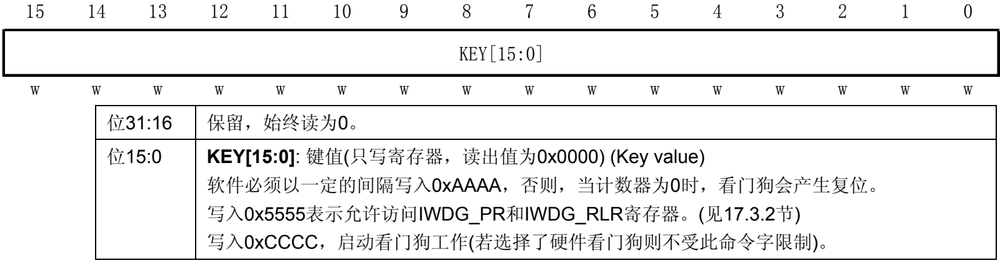 15 14 13 12 11 10 9 8 7 6 5 4 3 2 1 0
KEY[15:0]
w w w w w w w w w w w w w w w w
位31:16 保留，始终读为0。
位15:0 KEY[15:0]: 键值(只写寄存器，读出值为0x0000) (Key value)
软件必须以一定的间隔写入0xAAAA，否则，当计数器为0时，看门狗会产生复位。
写入0x5555表示允许访问IWDG_PR和IWDG_RLR寄存器。(见17.3.2节)
写入0xCCCC，启动看门狗工作(若选择了硬件看门狗则不受此命令字限制)。